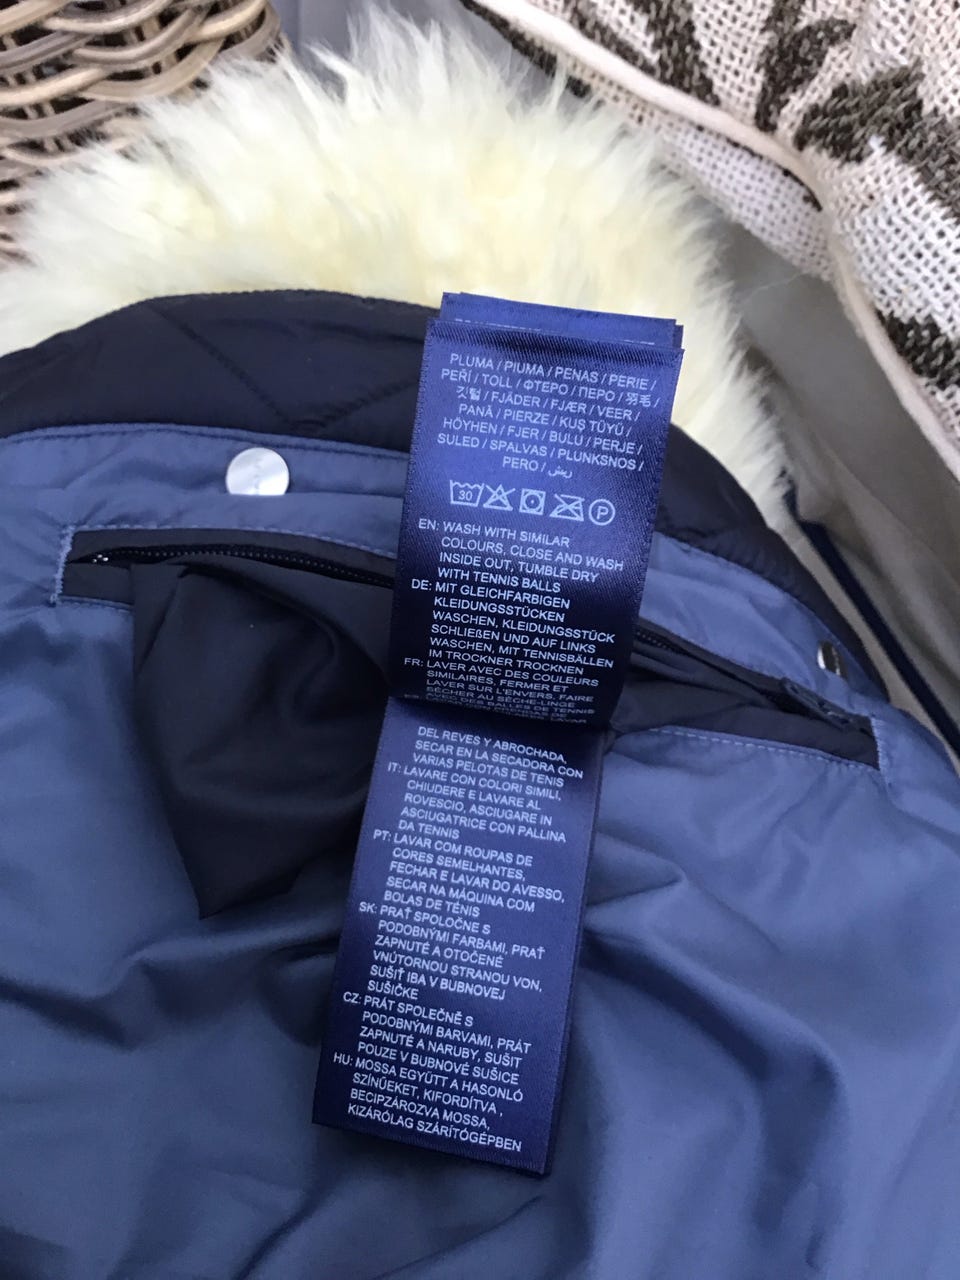 PLUMA / PIUMA / PENAS / PERIE /
PEŘÍ / TOLL / ΦΤΕΡΟ / ПЕРО / 羽毛 /
깃털 / FJÄDER / FJÆR / VEER /
PANĂ / PIERZE / KUŞ TÜYÜ /
HÖYHEN / FJER / BULU / PERJE /
SULED / SPALVAS / PLUNKSNOS /
PERO / ريش
30
P
EN: WASH WITH SIMILAR
COLOURS, CLOSE AND WASH
INSIDE OUT, TUMBLE DRY
WITH TENNIS BALLS
DE: MIT GLEICHFARBIGEN
KLEIDUNGSSTÜCKEN
WASCHEN, KLEIDUNGSSTÜCK
SCHLIEßEN UND AUF LINKS
WASCHEN, MIT TENNISBÄLLEN
IM TROCKNER TROCKNEN
FR: LAVER AVEC DES COULEURS
SIMILAIRES, FERMER ET
LAVER SUR L'ENVERS, FAIRE
SÉCHER AU SÈCHE-LINGE
AVEC DES BALLES DE TENNIS
DEL REVES Y ABROCHADA,
SECAR EN LA SECADORA CON
VARIAS PELOTAS DE TENIS
IT: LAVARE CON COLORI SIMILI,
CHIUDERE E LAVARE AL
ROVESCIO, ASCIUGARE IN
ASCIUGATRICE CON PALLINA
DA TENNIS
PT: LAVAR COM ROUPAS DE
CORES SEMELHANTES,
FECHAR E LAVAR DO AVESSO,
SECAR NA MÁQUINA COM
BOLAS DE TÉNIS
SK: PRAŤ SPOLOČNE S
PODOBNÝMI FARBAMI, PRAŤ
ZAPNUTÉ A OTOČENÉ
VNÚTORNOU STRANOU VON,
SUŠIŤ IBA V BUBNOVEJ
SUŠIČKE
CZ: PRÁT SPOLEČNĚ S
PODOBNÝMI BARVAMI, PRÁT
ZAPNUTÉ A NARUBY, SUŠIT
POUZE V BUBNOVÉ SUŠICE
HU: MOSSA EGYÜTT A HASONLÓ
SZÍNŰEKET, KIFORDÍTVA ,
BECIPZÁROZVA MOSSA,
KIZÁRÓLAG SZÁRÍTÓGÉPBEN